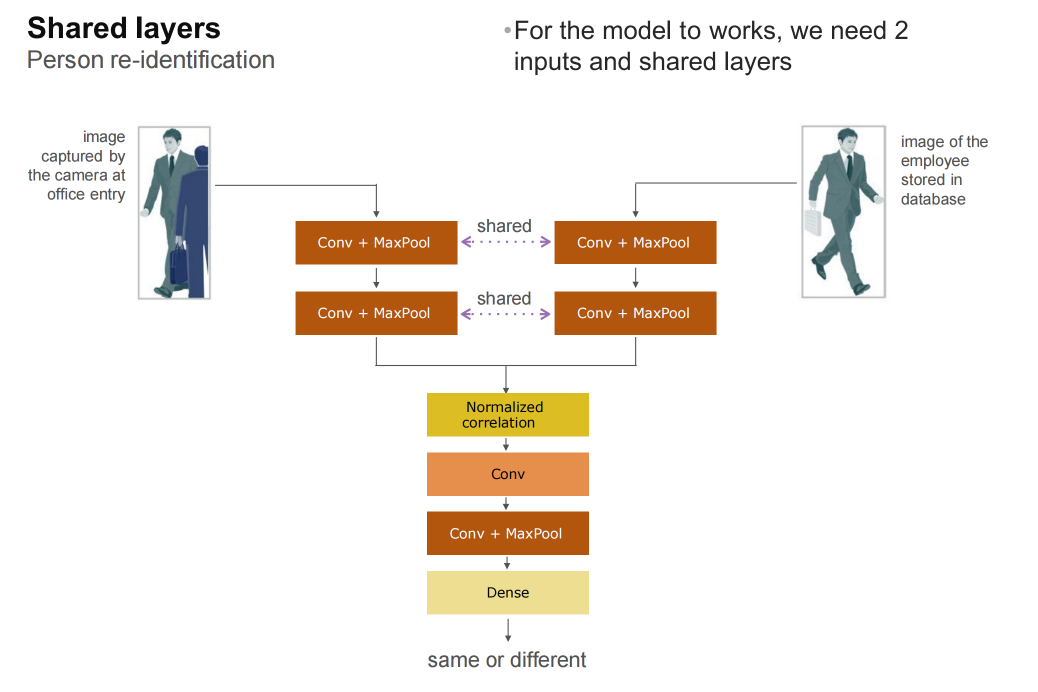 Shared layers
Person re-identification
•For the model to works, we need 2
inputs and shared layers
image
captured by
the camera at
office entry
image of the
employee
stored in
database
Conv + MaxPool
shared
Conv + MaxPool
Conv + MaxPool
shared
Conv + MaxPool
Normalized
correlation
Conv
Conv + MaxPool
Dense
same or different